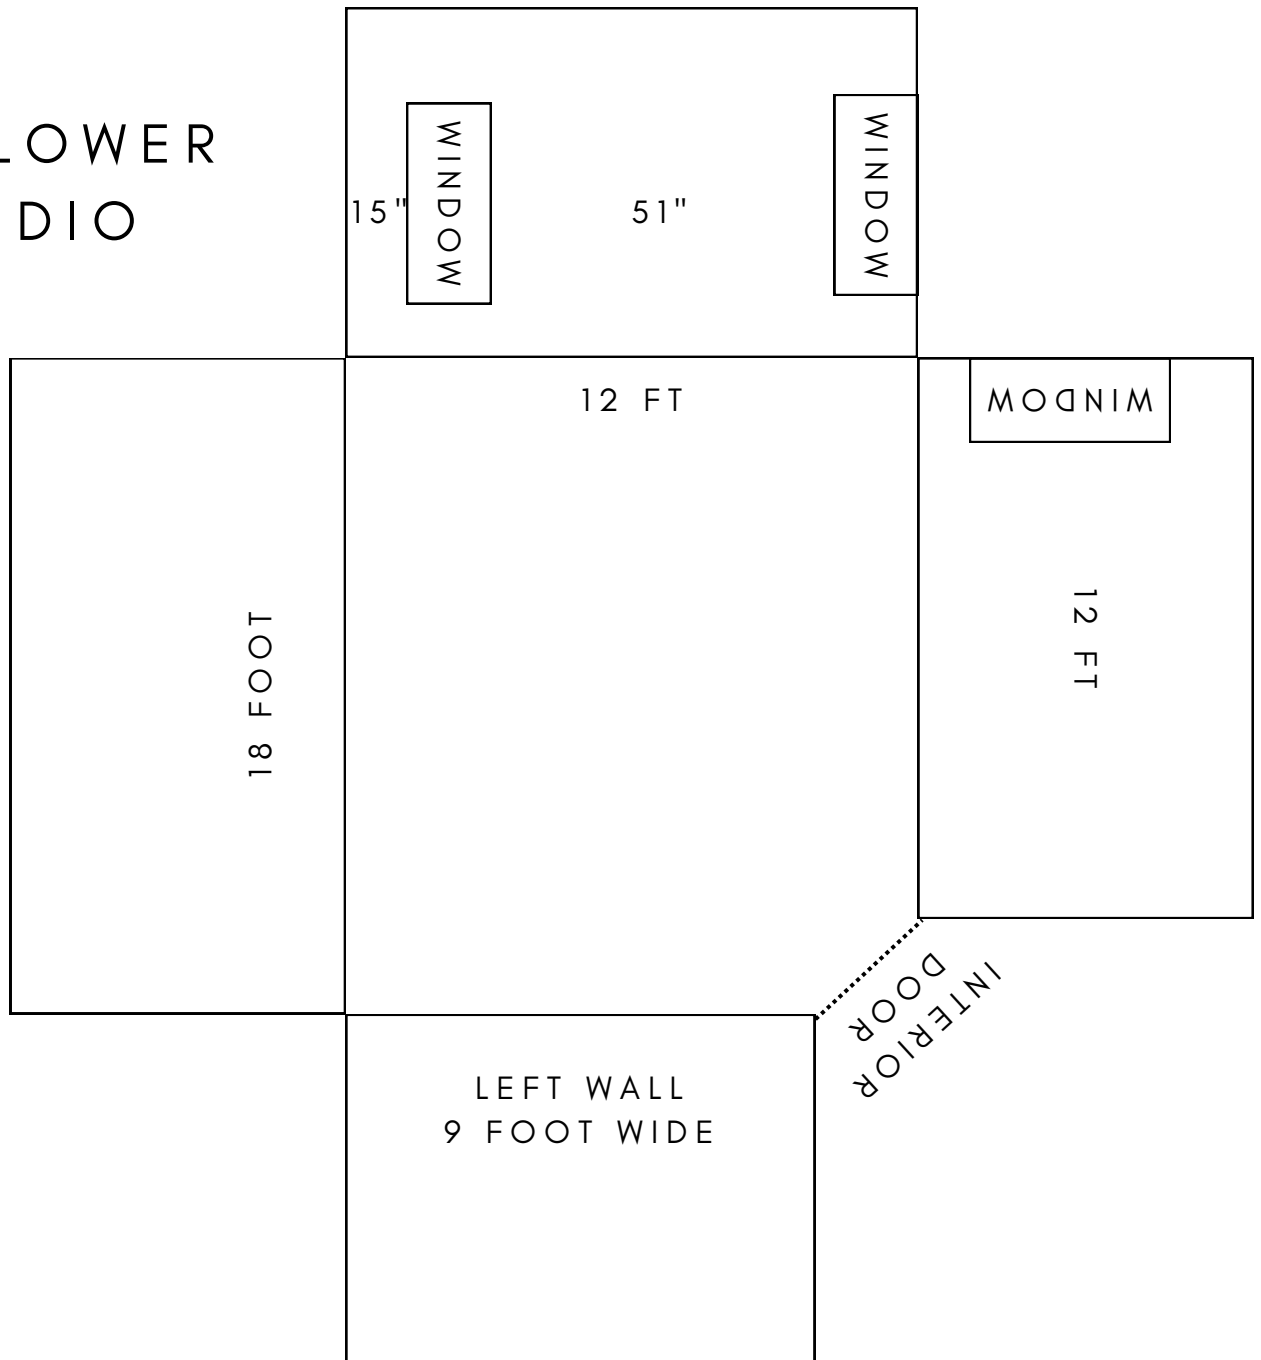 LOWER
DIO
15"
WINDOW
51"
WINDOW
12 FT
WINDOW
18 FOOT
12 FT
INTERIOR
DOOR
LEFT WALL
9 FOOT WIDE